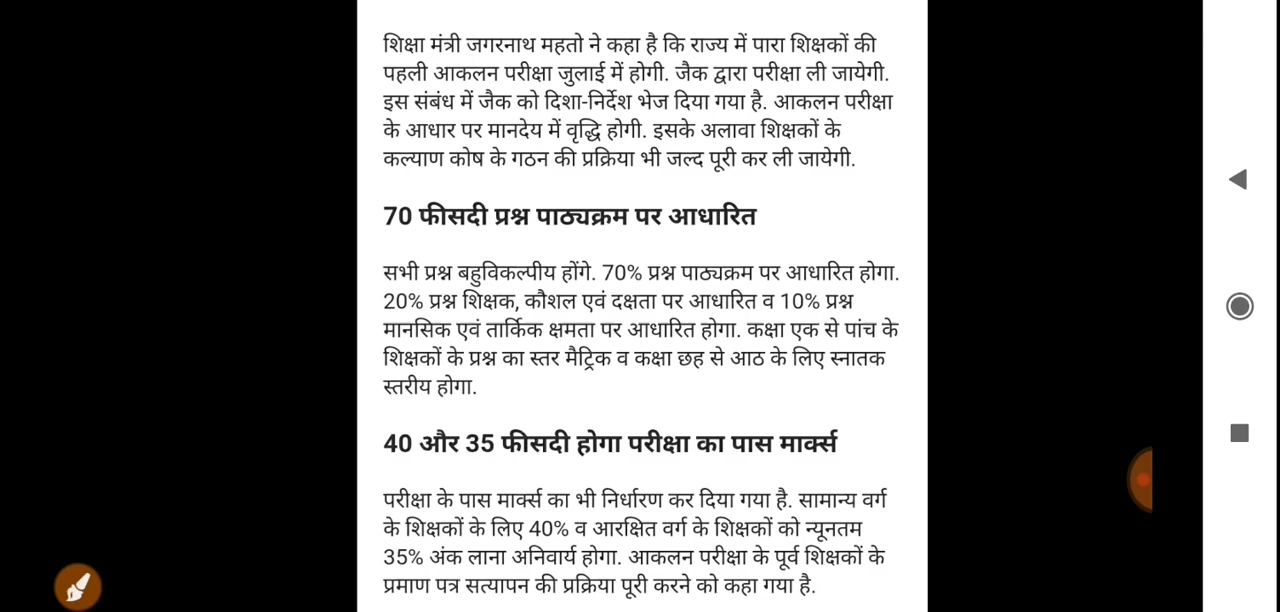 शिक्षा मंत्री जगरनाथ महतो ने कहा है कि राज्य में पारा शिक्षकों की
पहली आकलन परीक्षा जुलाई में होगी. जैक द्वारा परीक्षा ली जायेगी.
इस संबंध में जैक को दिशा-निर्देश भेज दिया गया है. आकलन परीक्षा
के आधार पर मानदेय में वृद्धि होगी. इसके अलावा शिक्षकों के
कल्याण कोष के गठन की प्रक्रिया भी जल्द पूरी कर ली जायेगी.
70 फीसदी प्रश्न पाठ्यक्रम पर आधारित
सभी प्रश्न बहुविकल्पीय होंगे. 70% प्रश्न पाठ्यक्रम पर आधारित होगा.
20% प्रश्न शिक्षक, कौशल एवं दक्षता पर आधारित व 10% प्रश्न
मानसिक एवं तार्किक क्षमता पर आधारित होगा. कक्षा एक से पांच के
शिक्षकों के प्रश्न का स्तर मैट्रिक व कक्षा छह से आठ के लिए स्नातक
स्तरीय होगा.
40 और 35 फीसदी होगा परीक्षा का पास मार्क्स
परीक्षा के पास मार्क्स का भी निर्धारण कर दिया गया है. सामान्य वर्ग
के शिक्षकों के लिए 40% व आरक्षित वर्ग के शिक्षकों को न्यूनतम
35% अंक लाना अनिवार्य होगा. आकलन परीक्षा के पूर्व शिक्षकों के
प्रमाण पत्र सत्यापन की प्रक्रिया पूरी करने को कहा गया है.